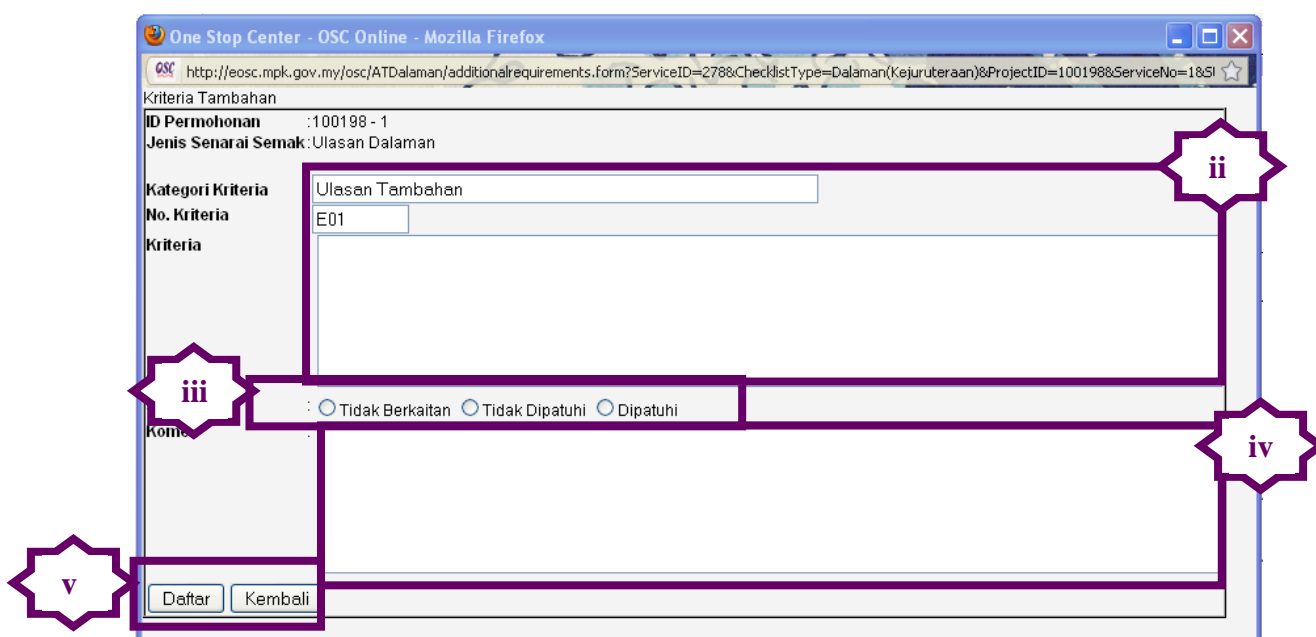 One Stop Center - OSC Online - Mozilla Firefox
OSC http://eosc.mpk.gov.my/osc/ATDalaman/additionalrequirements.form?ServiceID=278&ChecklistType=Dalaman(Kejuruteraan)&ProjectID=100198&ServiceNo=1&Sl
Kriteria Tambahan
ID Permohonan :100198 - 1
Jenis Senarai Semak :Ulasan Dalaman
ii
Kategori Kriteria Ulasan Tambahan
No. Kriteria E01
Kriteria
iii
: Tidak Berkaitan Tidak Dipatuhi Dipatuhi
:
iv
v
Daftar Kembali